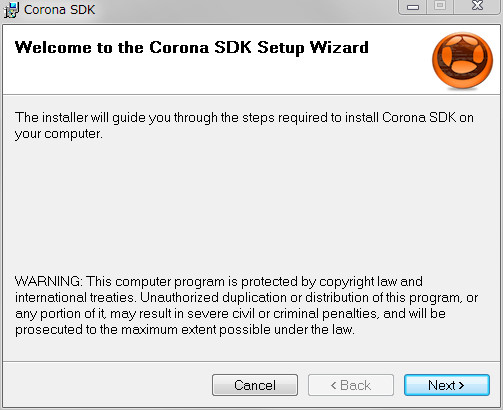 Corona SDK
Welcome to the Corona SDK Setup Wizard
The installer will guide you through the steps required to install Corona SDK on
your computer.
WARNING: This computer program is protected by copyright law and
international treaties. Unauthorized duplication or distribution of this program, or
any portion of it, may result in severe civil or criminal penalties, and will be
prosecuted to the maximum extent possible under the law.
Cancel
< Back
Next >